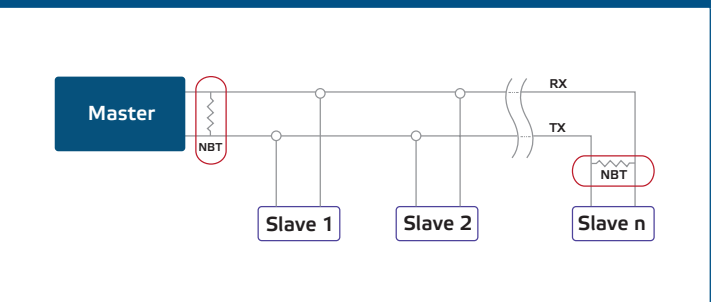 RX
Master
TX
NBT
NBT
Slave 1
Slave 2
Slave n